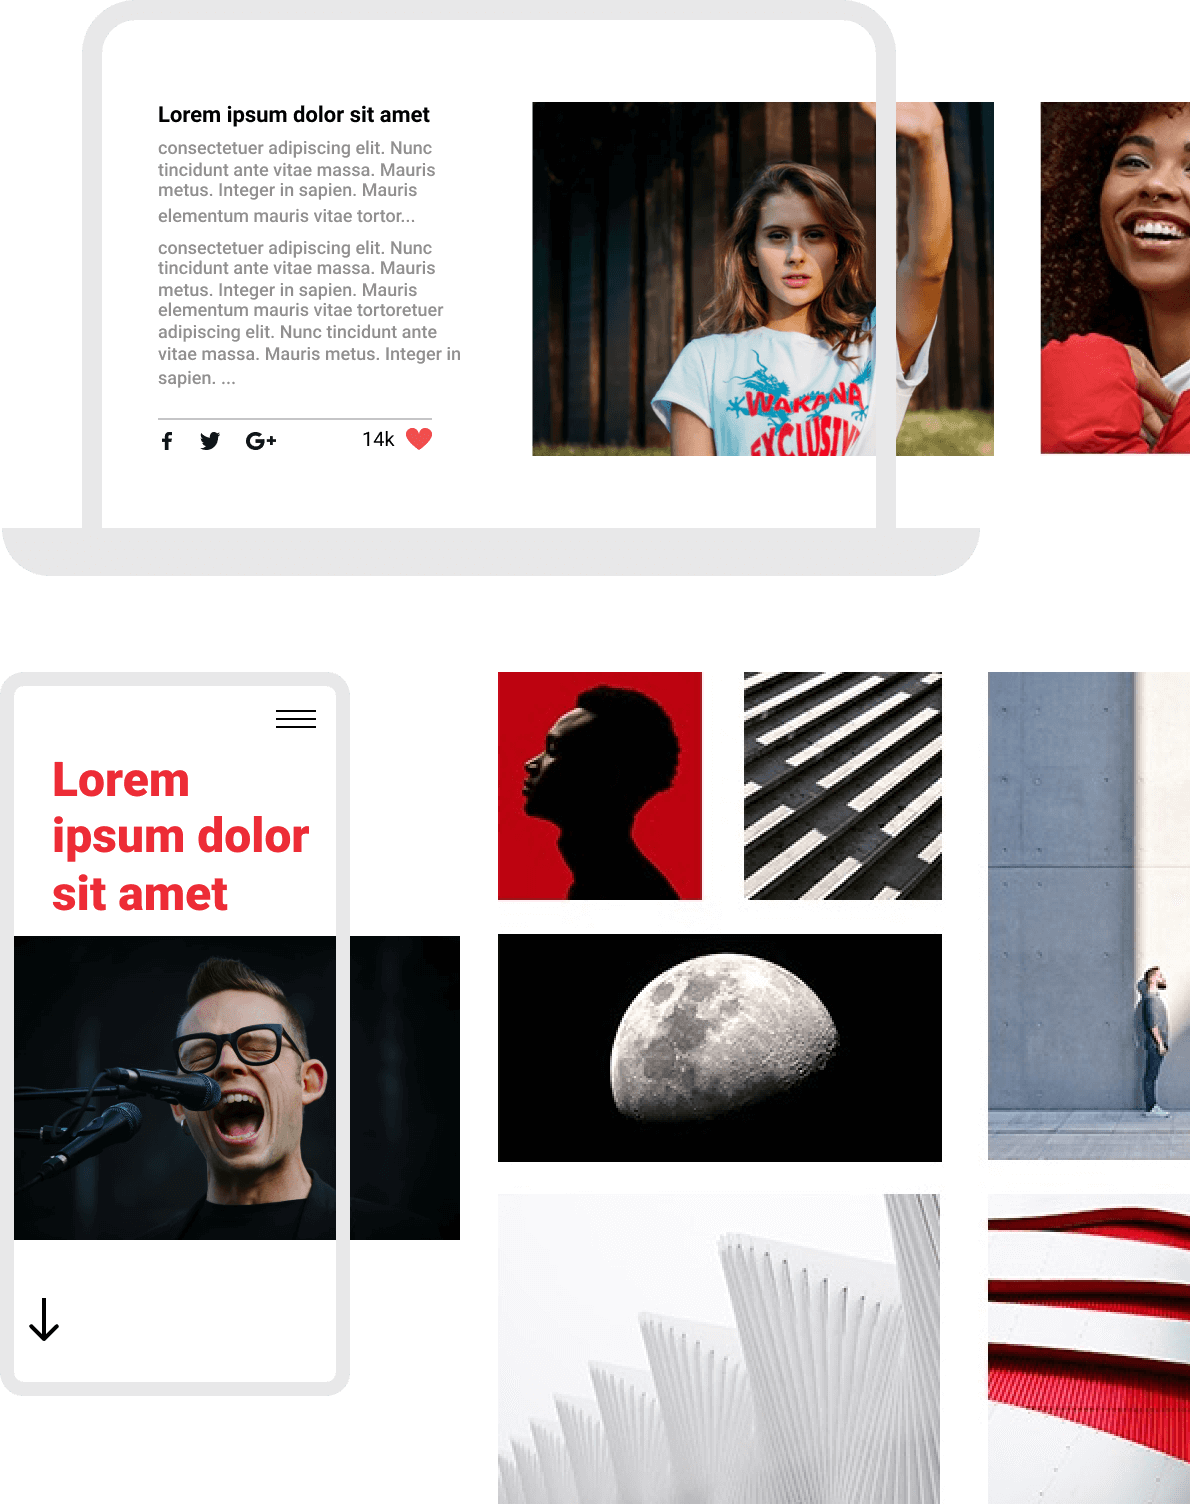 Lorem ipsum dolor sit amet
consectetuer adipiscing elit. Nunc
tincidunt ante vitae massa. Mauris
metus. Integer in sapien. Mauris
elementum mauris vitae tortor...
consectetuer adipiscing elit. Nunc
tincidunt ante vitae massa. Mauris
metus. Integer in sapien. Mauris
elementum mauris vitae tortoretuer
adipiscing elit. Nunc tincidunt ante
vitae massa. Mauris metus. Integer in
sapien. ...
f G+ 14k
WAKANA
Lorem
ipsum dolor
sit amet